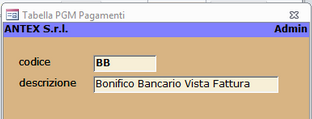 Tabella PGM Pagamenti
ANTEX S.r.l. Admin
codice BB
descrizione Bonifico Bancario Vista Fattura